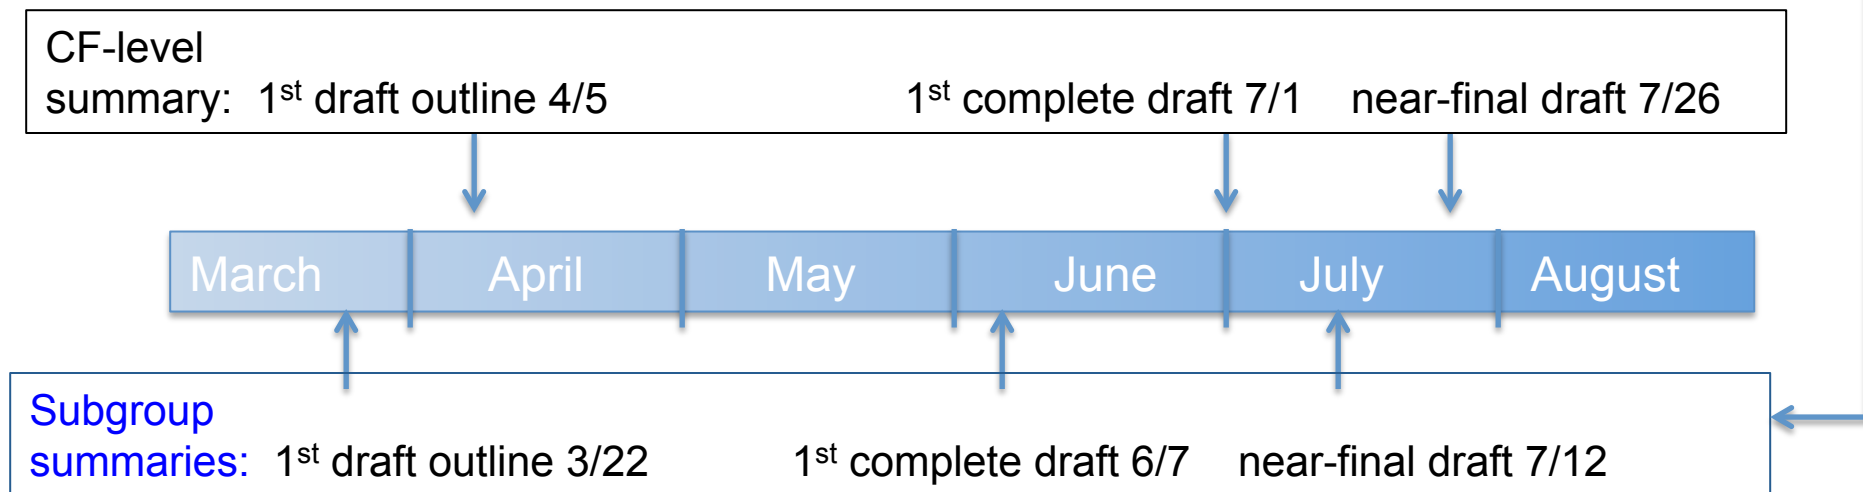 CF-level
summary: 1st draft outline 4/5 1st complete draft 7/1 near-final draft 7/26
March April May June July August
Subgroup
summaries: 1st draft outline 3/22 1st complete draft 6/7 near-final draft 7/12